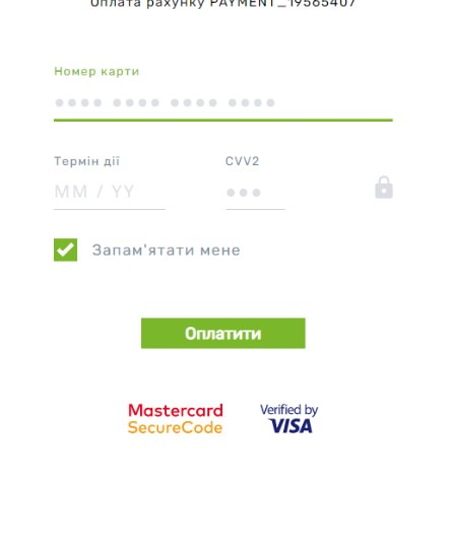 Оплата рахунку PAYMENT_19565407
Номер карти
•••• •••• •••• ••••
Термін дії CVV2
MM / YY •••
Запам'ятати мене
Оплатити
Mastercard Verified by
SecureCode VISA